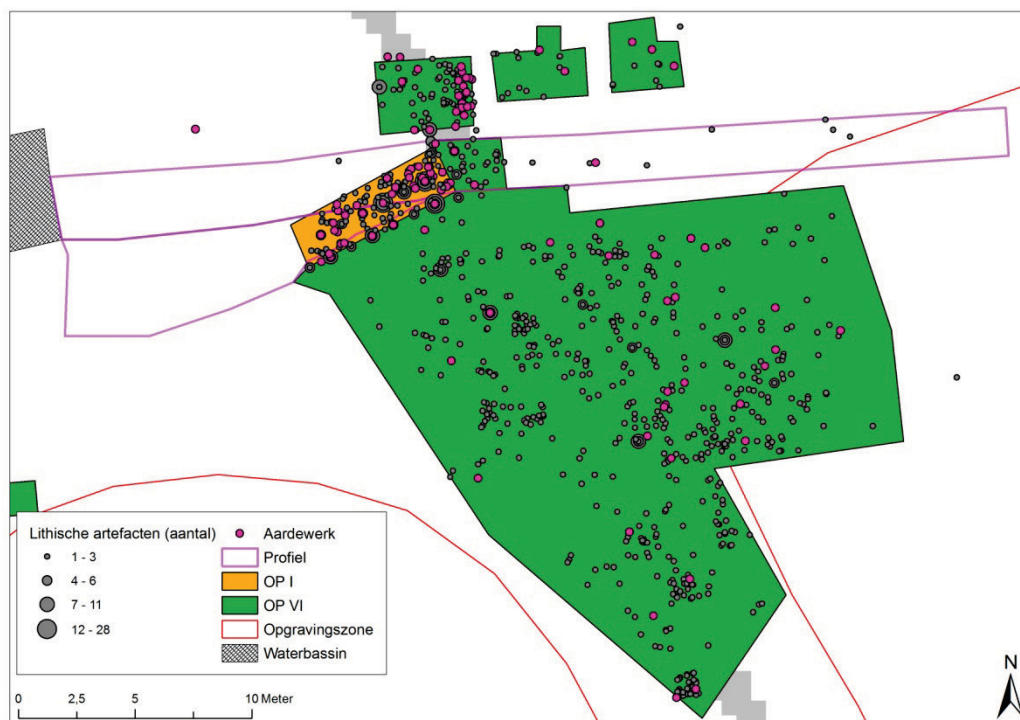 Lithische artefacten (aantal)
1 - 3
4 - 6
7 - 11
12 - 28
Aardewerk
Profiel
OP I
OP VI
Opgravingszone
Waterbassin
0 2,5 5 10 Meter
N